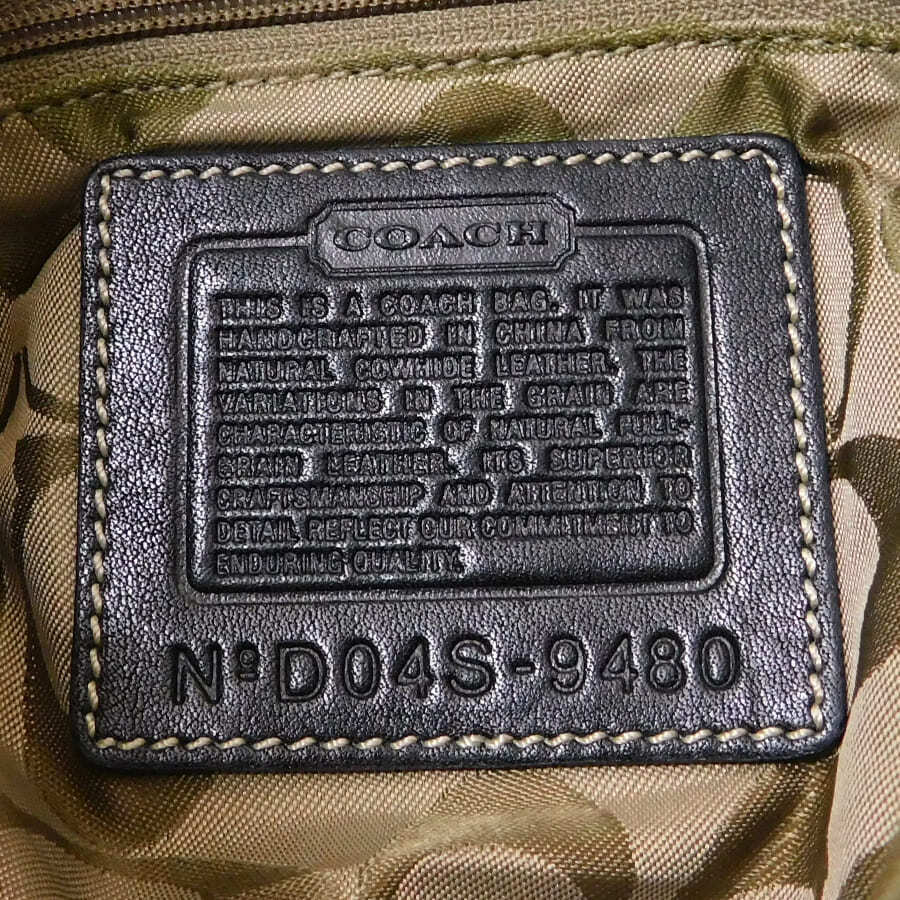 COACH
THIS IS A COACH BAG. IT WAS
HANDCRAFTED IN CHINA FROM
NATURAL COWHIDE LEATHER. THE
VARIATIONS IN THE GRAIN ARE
CHARACTERISTIC OF NATURAL FULL-
GRAIN LEATHER. ITS SUPERIOR
CRAFTSMANSHIP AND ATTENTION TO
DETAIL REFLECT OUR COMMITMENT TO
ENDURING QUALITY.
Nº D04S-9480